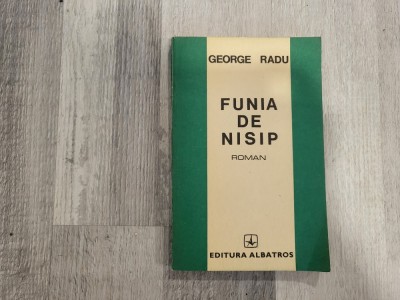 GEORGE RADU
FUNIA
DE
NISIP
ROMAN
EDITURA ALBATROS